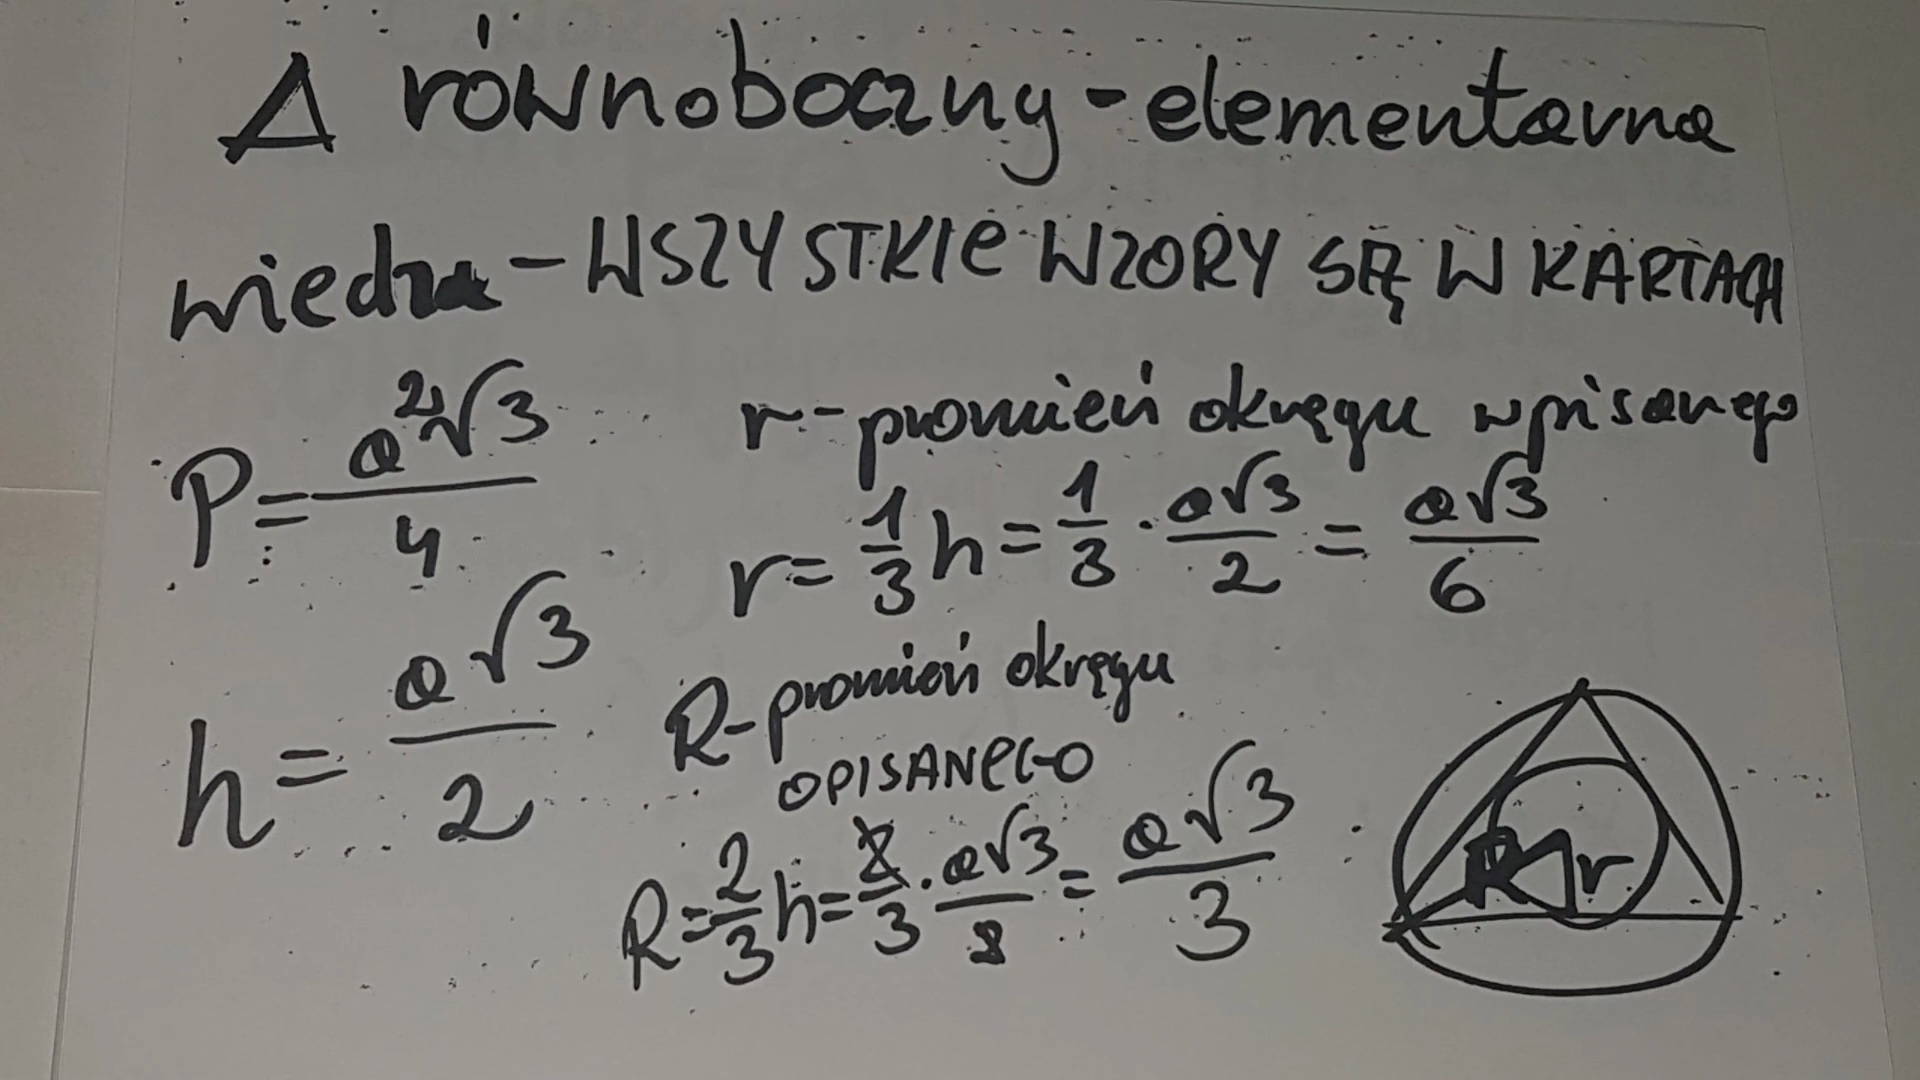 Δ równoboczny - elementarna
wiedza - WSZYSTKIE WZORY SĄ W KARTACH
P = a²√3 / 4
r - promień okręgu wpisanego
r = 1/3 h = 1/3 · a√3/2 = a√3/6
h = a√3 / 2
R - promień okręgu
OPISANEGO
R = 2/3 h = 2/3 · a√3/2 = a√3/3
R r